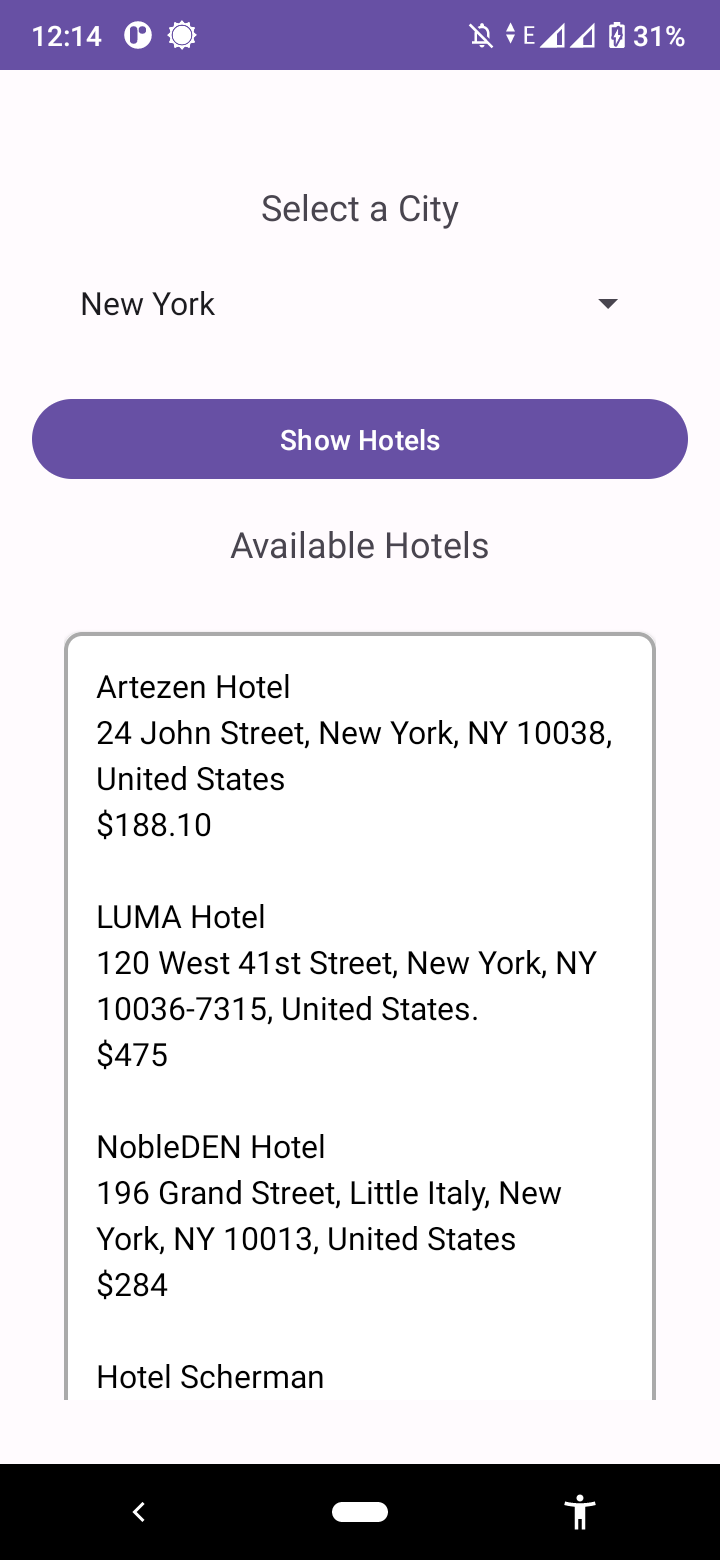 12:14
E
31%
Select a City
New York
Show Hotels
Available Hotels
Artezen Hotel
24 John Street, New York, NY 10038,
United States
$188.10
LUMA Hotel
120 West 41st Street, New York, NY
10036-7315, United States.
$475
NobleDEN Hotel
196 Grand Street, Little Italy, New
York, NY 10013, United States
$284
Hotel Scherman